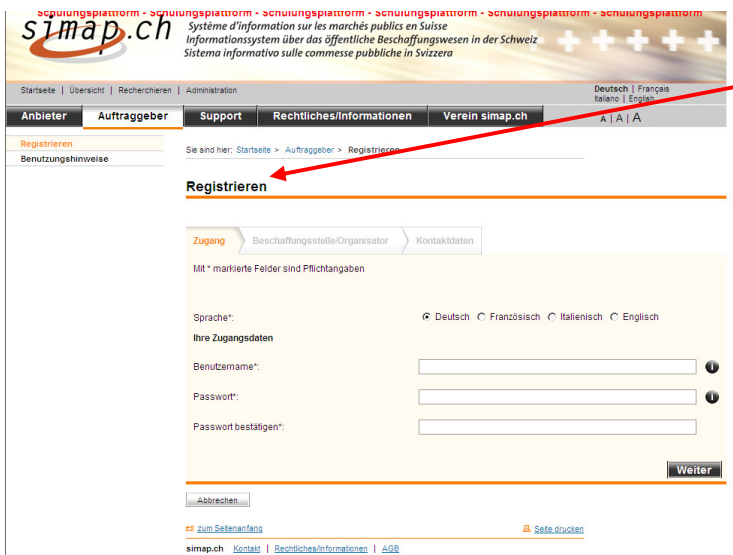 Schulungsplattform - Schulungsplattform - Schulungsplattform - Schulungsplattform - Schulungsplattform - Schulungsplattform
simap.ch
Système d'information sur les marchés publics en Suisse
Informationssystem über das öffentliche Beschaffungswesen in der Schweiz
Sistema informativo sulle commesse pubbliche in Svizzera
Startseite | Übersicht | Recherchieren | Administration
Deutsch | Français
Italiano | English
Anbieter Auftraggeber Support Rechtliches/Informationen Verein simap.ch
A | A | A
Registrieren
Benutzungshinweise
Sie sind hier: Startseite > Auftraggeber > Registrieren
Registrieren
Zugang Beschaffungsstelle/Organisator Kontaktdaten
Mit * markierte Felder sind Pflichtangaben
Sprache*: Deutsch Französisch Italienisch Englisch
Ihre Zugangsdaten
Benutzername*:
Passwort*:
Passwort bestätigen*:
Weiter
Abbrechen
zum Seitenanfang
Seite drucken
simap.ch Kontakt | Rechtliches/Informationen | AGB